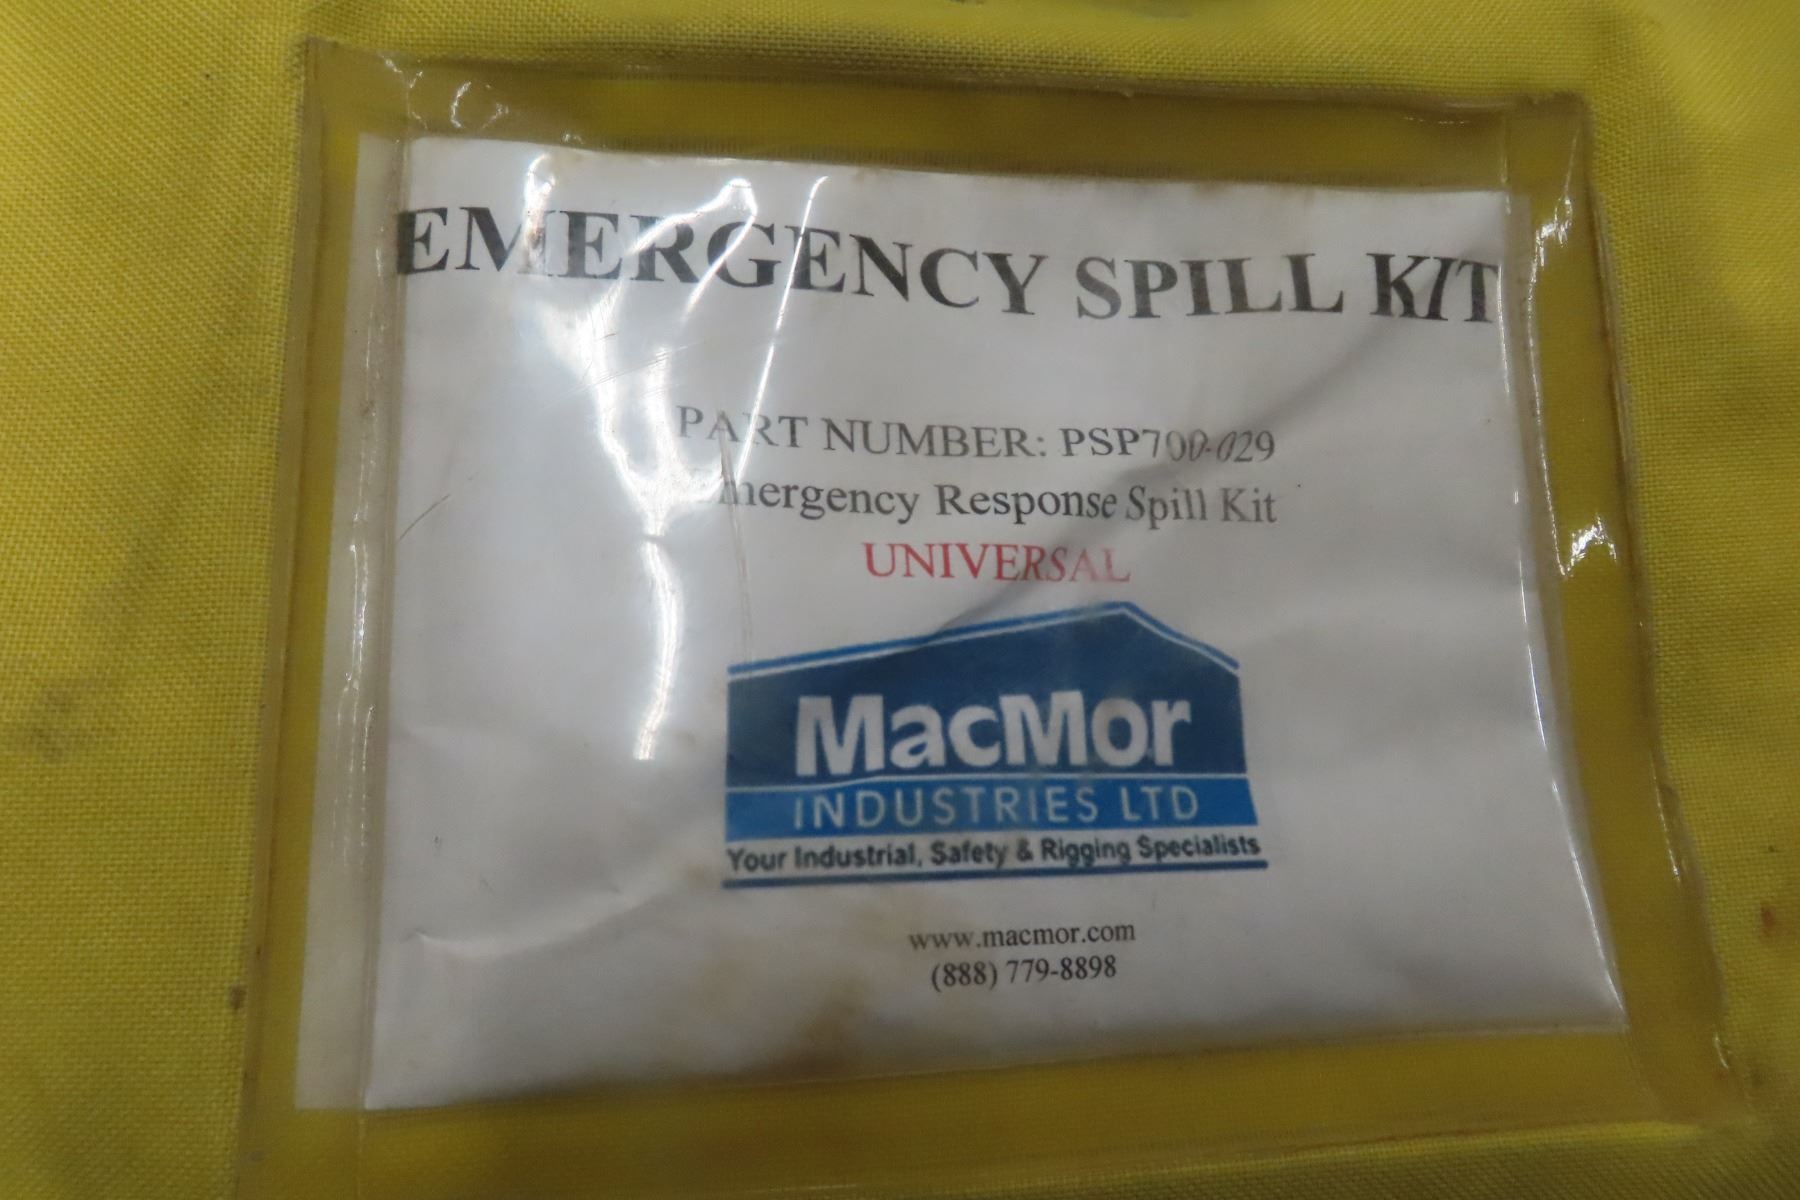 EMERGENCY SPILL KIT
PART NUMBER: PSP700-029
Emergency Response Spill Kit
UNIVERSAL
MacMor
INDUSTRIES LTD
Your Industrial, Safety & Rigging Specialists
www.macmor.com
(888) 779-8898